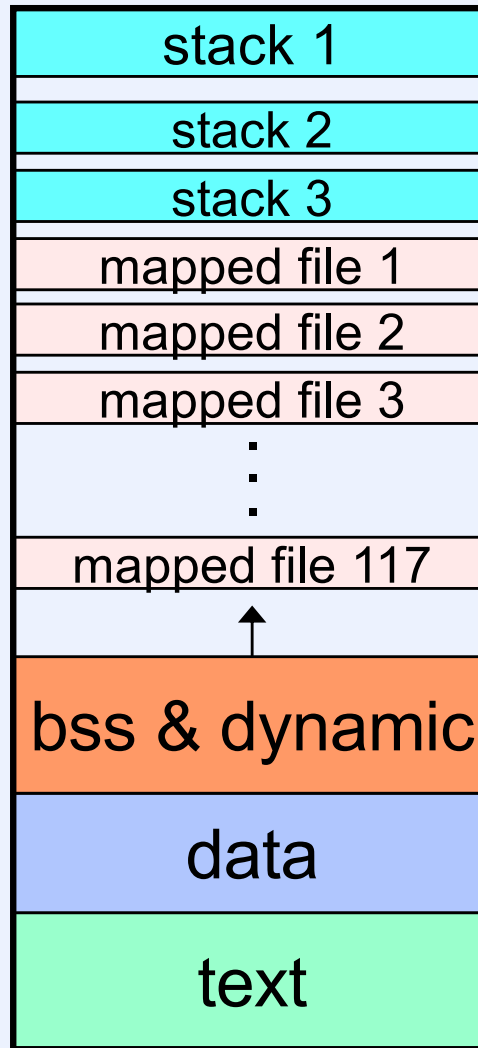 stack 1
stack 2
stack 3
mapped file 1
mapped file 2
mapped file 3
.
.
.
mapped file 117
bss & dynamic
data
text